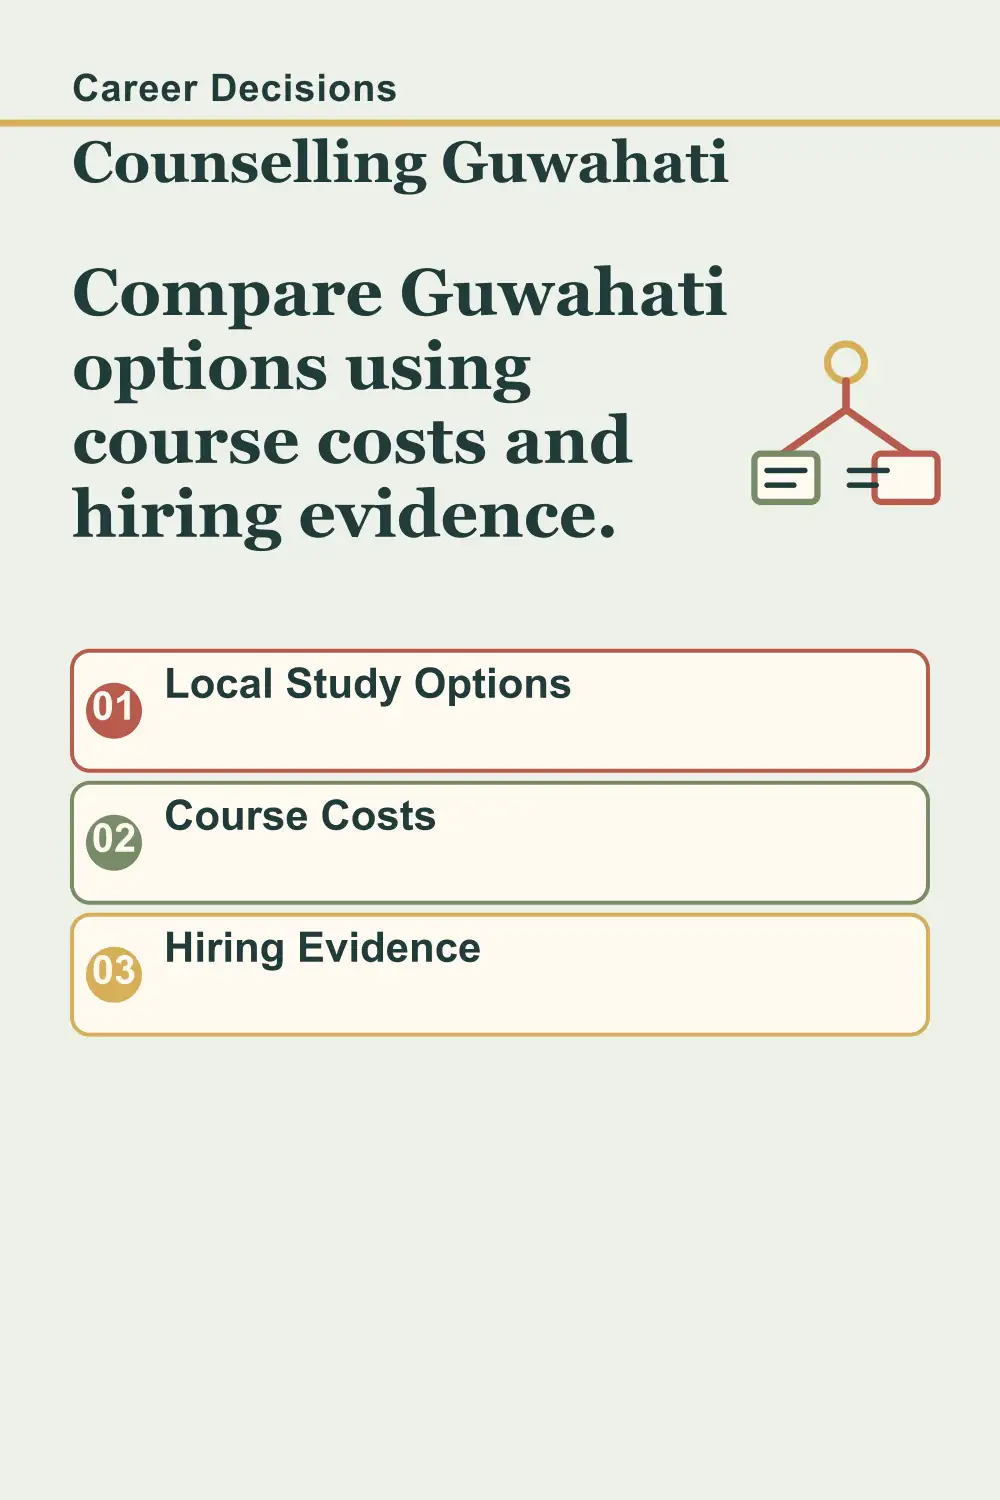 Career Decisions
Counselling Guwahati
Compare Guwahati
options using
course costs and
hiring evidence.
01
Local Study Options
02
Course Costs
03
Hiring Evidence